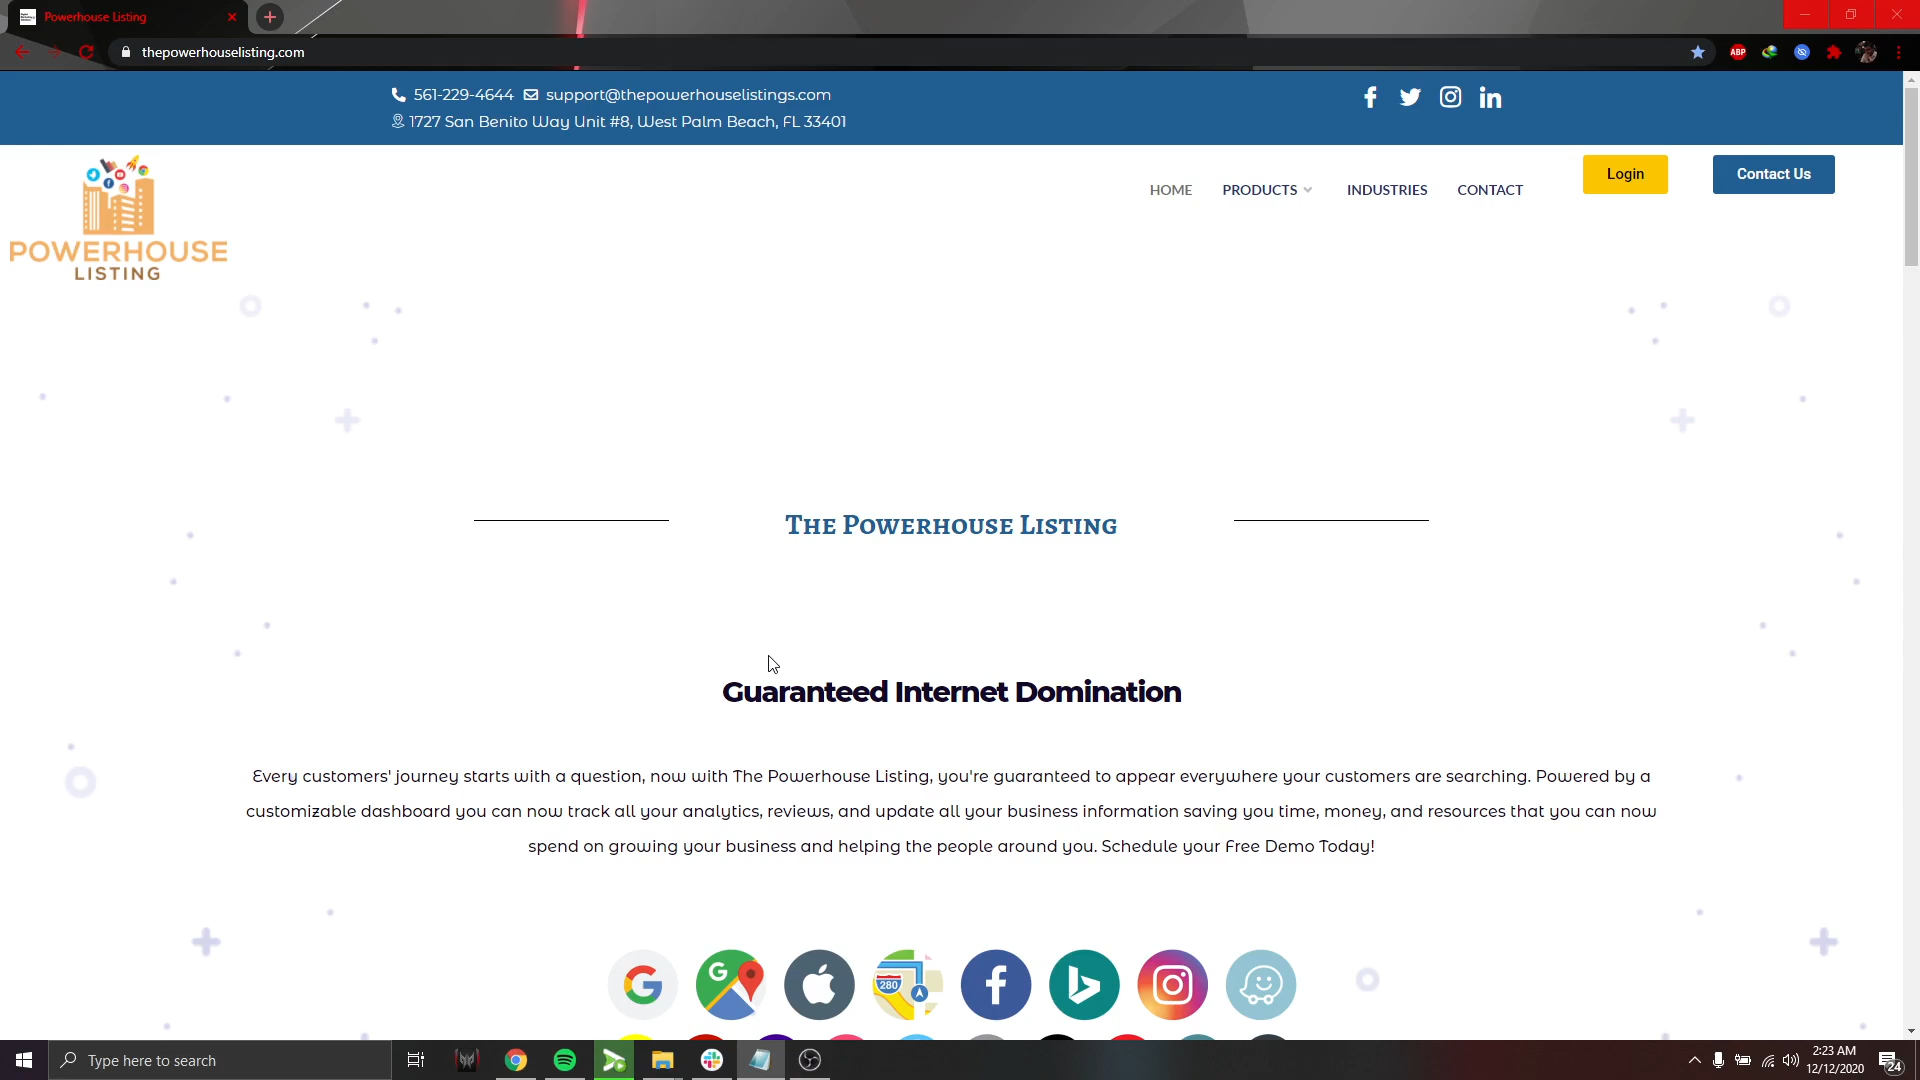 Powerhouse Listing
thepowerhouselisting.com
ABP
561-229-4644 support@thepowerhouselistings.com
1727 San Benito Way Unit #8, West Palm Beach, FL 33401
POWERHOUSE
LISTING
HOME PRODUCTS INDUSTRIES CONTACT
Login
Contact Us
The Powerhouse Listing
Guaranteed Internet Domination
Every customers' journey starts with a question, now with The Powerhouse Listing, you're guaranteed to appear everywhere your customers are searching. Powered by a
customizable dashboard you can now track all your analytics, reviews, and update all your business information saving you time, money, and resources that you can now
spend on growing your business and helping the people around you. Schedule your Free Demo Today!
280
Type here to search
2:23 AM
12/12/2020
24